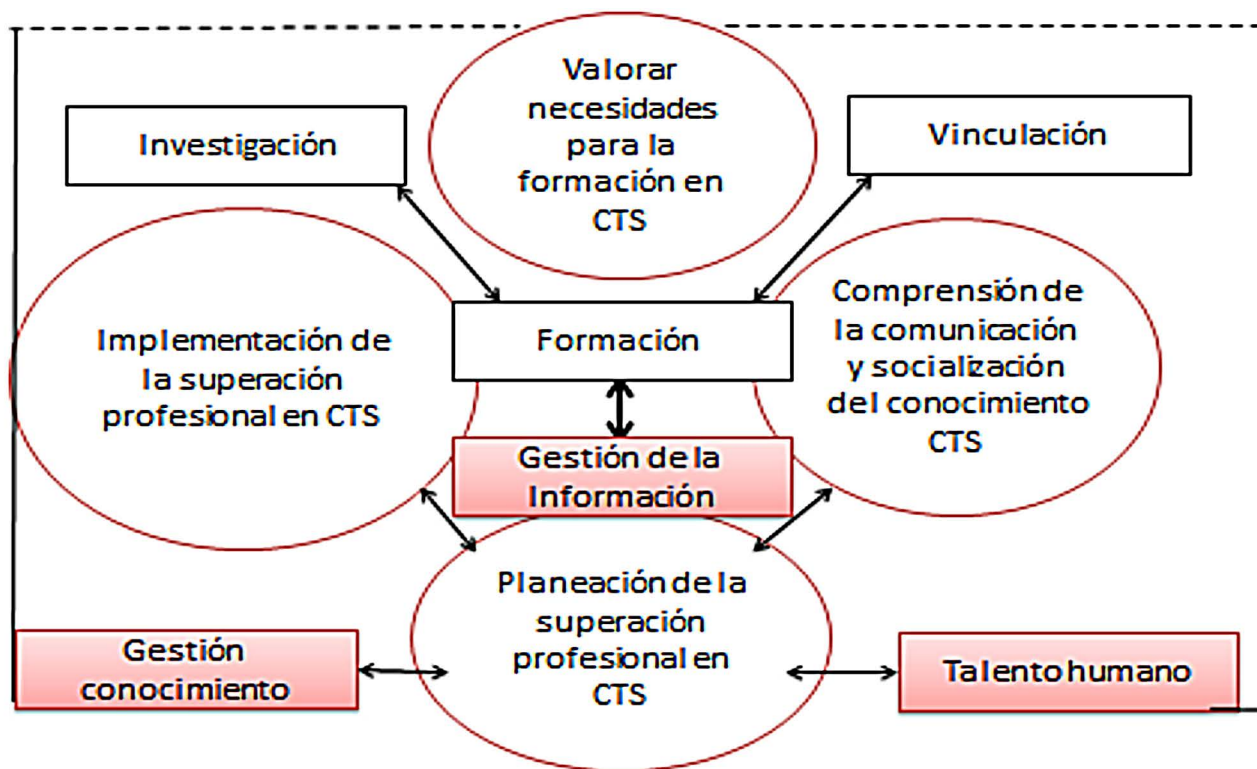 Valorar
necesidades
para la
formación en
CTS
Investigación
Vinculación
Implementación de
la superación
profesional en CTS
Formación
Comprensión de
la comunicación
y socialización
del conocimiento
CTS
Gestión de la
Información
Planeación de la
superación
profesional en
CTS
Gestión
conocimiento
Talento humano